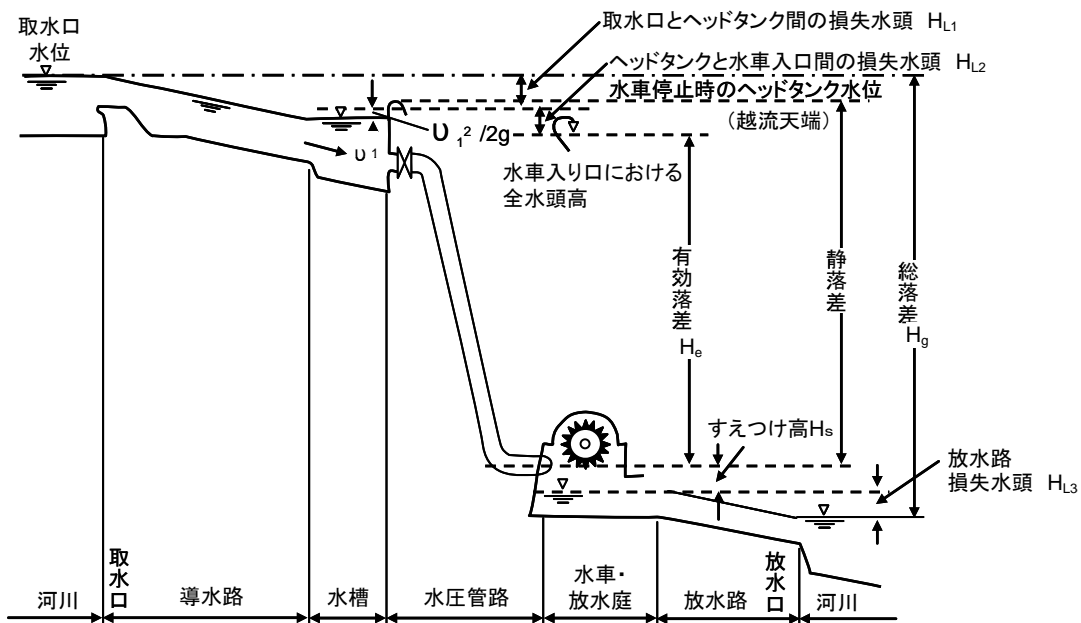 取水口
水位
取水口とヘッドタンク間の損失水頭 HL1
ヘッドタンクと水車入口間の損失水頭 HL2
水車停止時のヘッドタンク水位
(越流天端)
υ₁²/2g
υ1
水車入り口における
全水頭高
有効落差
He
静落差
総落差
Hg
すえつけ高Hs
放水路
損失水頭 HL3
河川
取水口
導水路
水槽
水圧管路
水車・
放水庭
放水路
放水口
河川